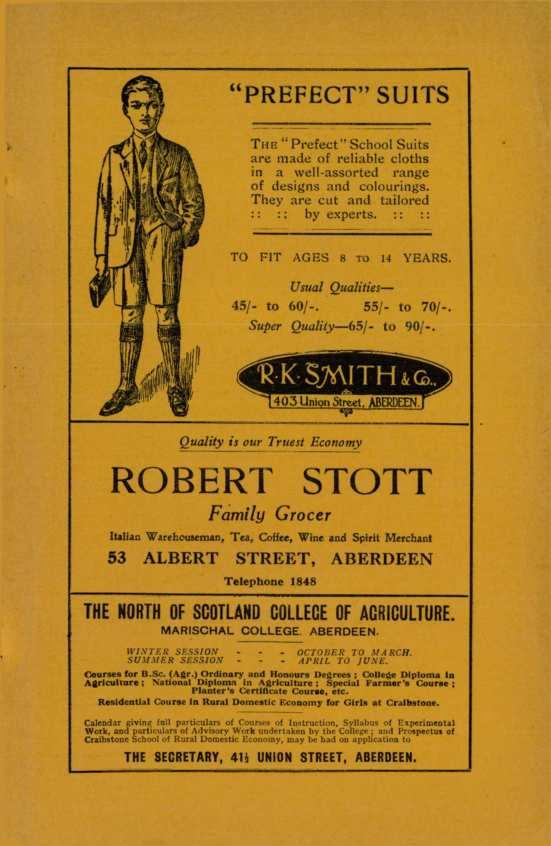 "PREFECT" SUITS
THE "Prefect" School Suits
are made of reliable cloths
in a well-assorted range
of designs and colourings.
They are cut and tailored
:: :: by experts. :: ::
TO FIT AGES 8 TO 14 YEARS.
Usual Qualities—
45/- to 60/-. 55/- to 70/-.
Super Quality—65/- to 90/-.
R. K. SMITH & Co.,
403 Union Street, ABERDEEN.
Quality is our Truest Economy
ROBERT STOTT
Family Grocer
Italian Warehouseman, Tea, Coffee, Wine and Spirit Merchant
53 ALBERT STREET, ABERDEEN
Telephone 1848
THE NORTH OF SCOTLAND COLLEGE OF AGRICULTURE.
MARISCHAL COLLEGE. ABERDEEN.
WINTER SESSION - - - OCTOBER TO MARCH.
SUMMER SESSION - - - APRIL TO JUNE.
Courses for B.Sc. (Agr.) Ordinary and Honours Degrees; College Diploma in
Agriculture; National Diploma in Agriculture; Special Farmer's Course;
Planter's Certificate Course, etc.
Residential Course in Rural Domestic Economy for Girls at Craibstone.
Calendar giving full particulars of Courses of Instruction, Syllabus of Experimental
Work, and particulars of Advisory Work undertaken by the College; and Prospectus of
Craibstone School of Rural Domestic Economy, may be had on application to
THE SECRETARY, 41½ UNION STREET, ABERDEEN.